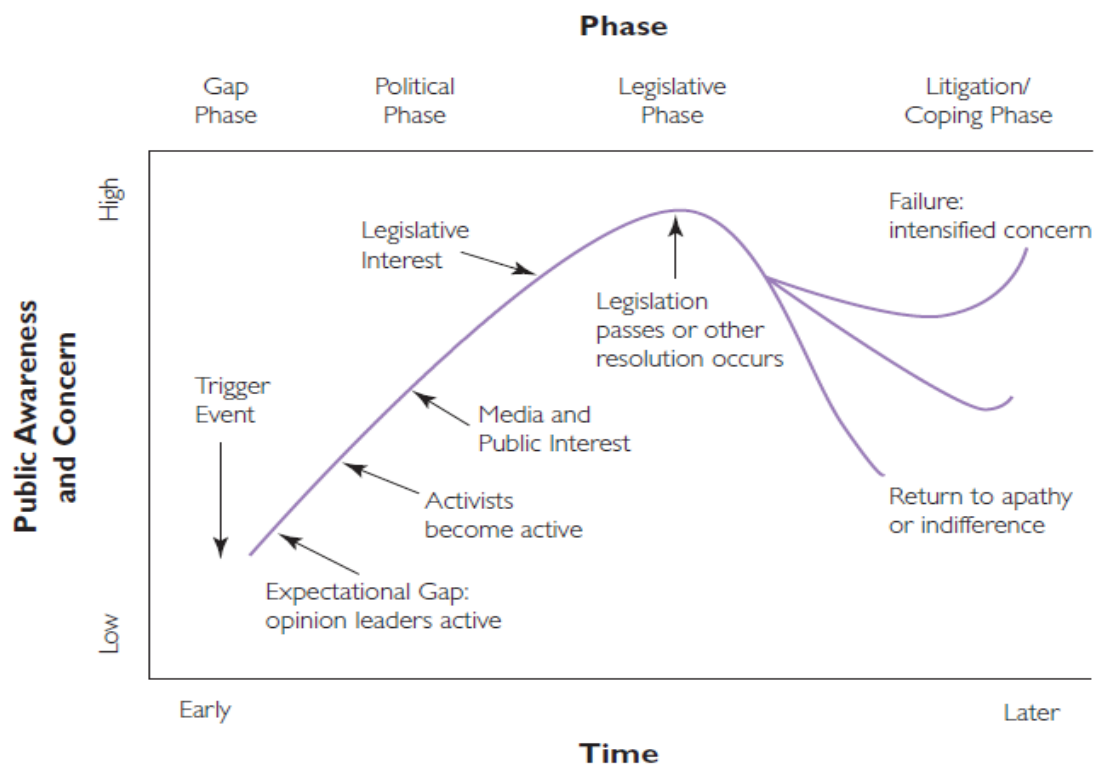 Phase
Gap
Phase
Political
Phase
Legislative
Phase
Litigation/
Coping Phase
Public Awareness
and Concern
High
Low
Failure:
intensified concern
Legislative
Interest
Legislation
passes or other
resolution occurs
Trigger
Event
Media and
Public Interest
Activists
become active
Return to apathy
or indifference
Expectational Gap:
opinion leaders active
Early
Later
Time